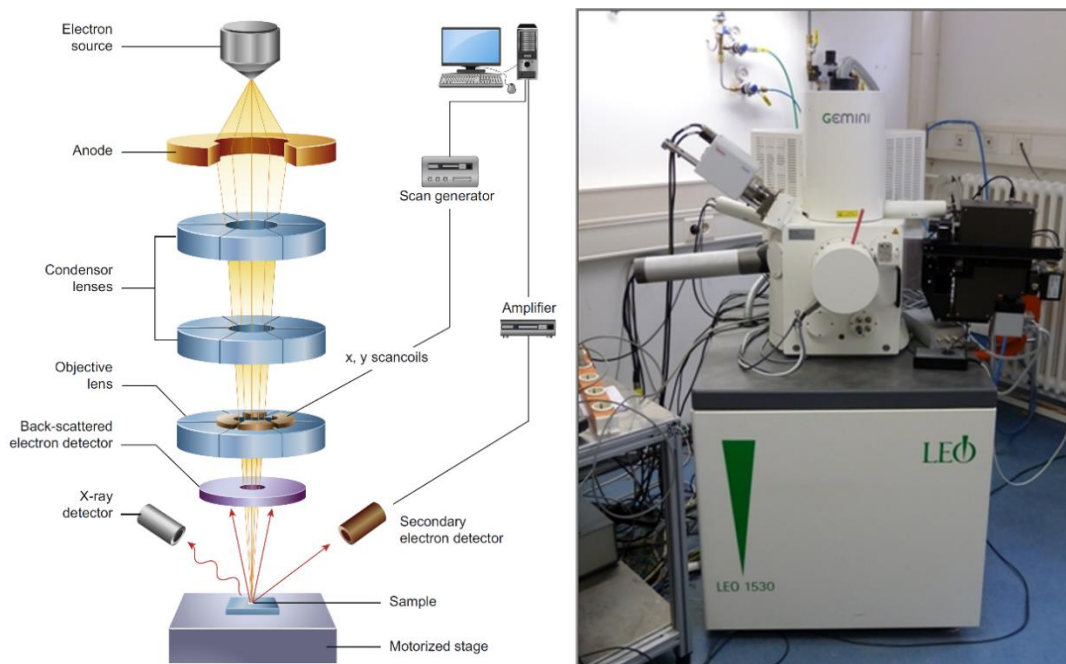 Electron
source
Anode
Scan generator
Condensor
lenses
Amplifier
x, y scancoils
Objective
lens
Back-scattered
electron detector
X-ray
detector
Secondary
electron detector
Sample
Motorized stage
GEMINI
LEO
LEO 1530